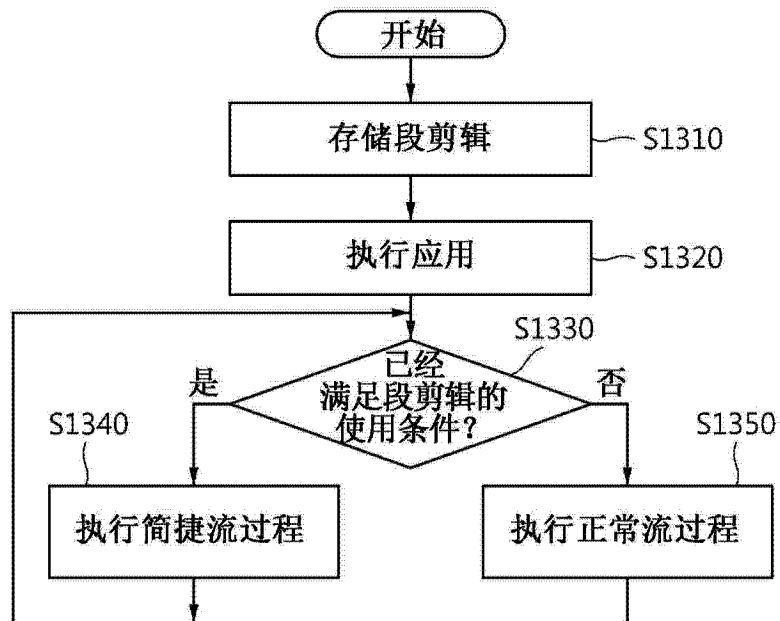 开始
存储段剪辑
S1310
执行应用
S1320
S1330
已经
满足段剪辑的
使用条件？
是
否
S1340
S1350
执行简捷流过程
执行正常流过程